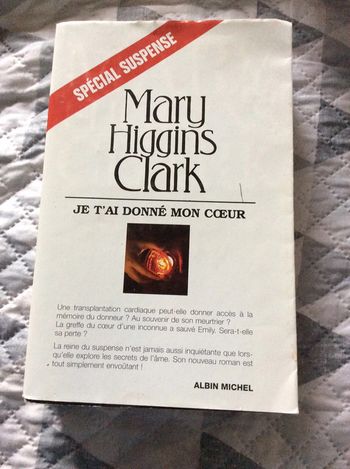 SPÉCIAL SUSPENSE
Mary
Higgins
Clark
JE T'AI DONNÉ MON CŒUR
Une transplantation cardiaque peut-elle donner accès à la
mémoire du donneur ? Au souvenir de son meurtrier ?
La greffe du cœur d'une inconnue a sauvé Emily. Sera-t-elle
sa perte ?
La reine du suspense n'est jamais aussi inquiétante que lors-
qu'elle explore les secrets de l'âme. Son nouveau roman est
tout simplement envoûtant !
ALBIN MICHEL